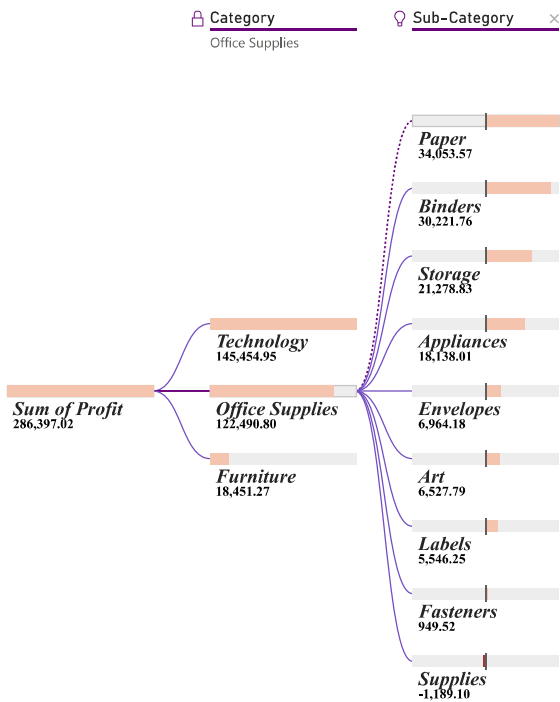 Category
Sub-Category
Office Supplies
Paper
34,053.57
Binders
30,221.76
Storage
21,278.83
Technology
145,454.95
Appliances
18,138.01
Sum of Profit
286,397.02
Office Supplies
122,490.80
Envelopes
6,964.18
Furniture
18,451.27
Art
6,527.79
Labels
5,546.25
Fasteners
949.52
Supplies
-1,189.10